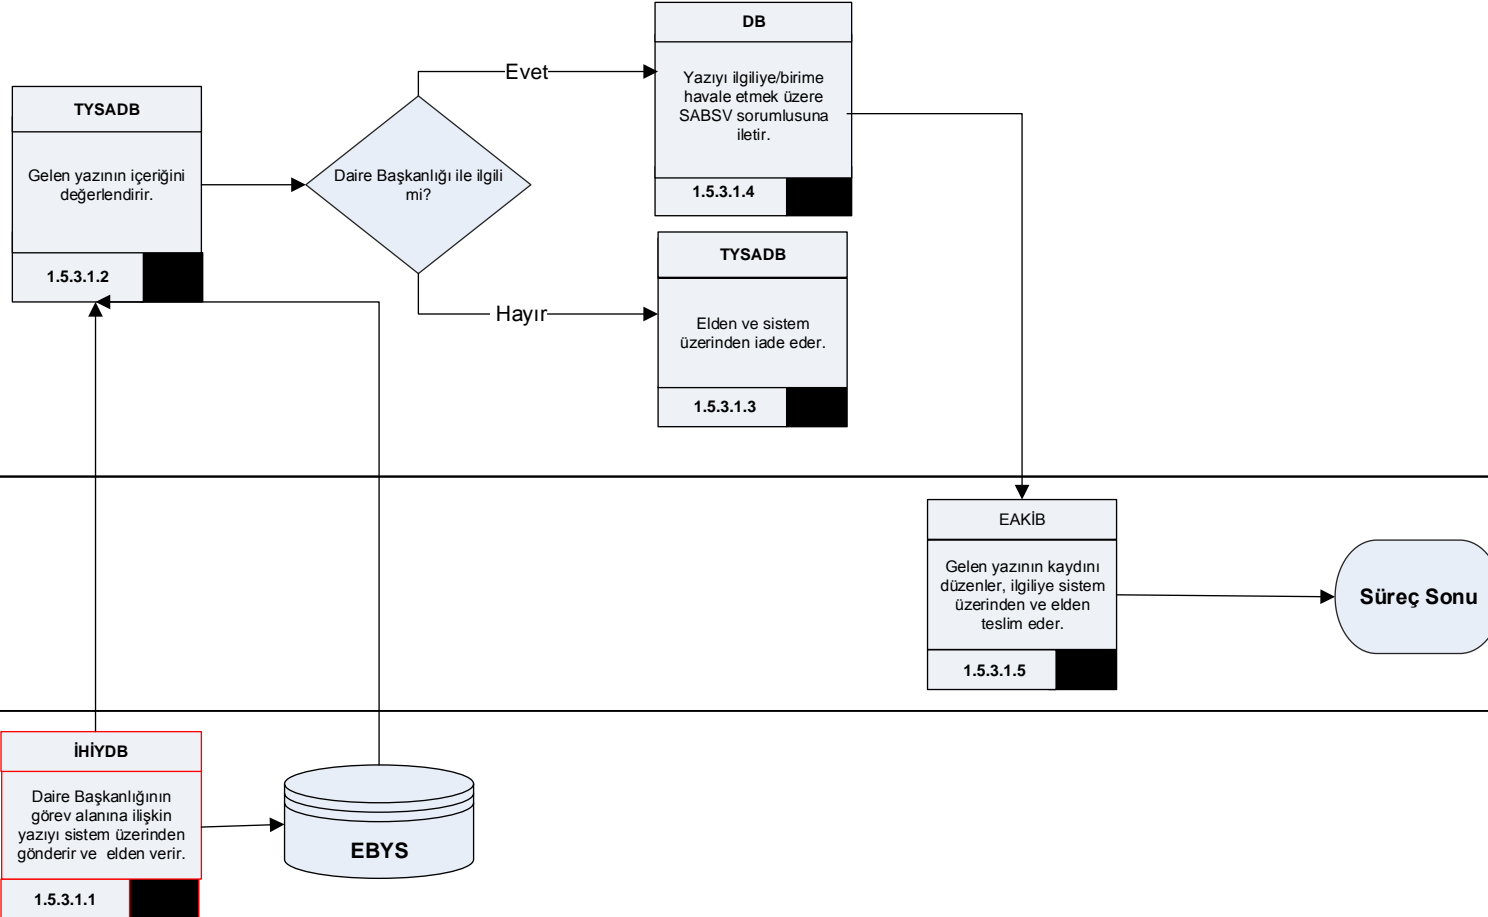 DB
Yazıyı ilgiliye/birime
havale etmek üzere
SABSV sorumlusuna
iletir.
1.5.3.1.4
Evet
TYSADB
Gelen yazının içeriğini
değerlendirir.
1.5.3.1.2
Daire Başkanlığı ile ilgili
mi?
Hayır
TYSADB
Elden ve sistem
üzerinden iade eder.
1.5.3.1.3
EAKİB
Gelen yazının kaydını
düzenler, ilgiliye sistem
üzerinden ve elden
teslim eder.
1.5.3.1.5
Süreç Sonu
İHİYDB
Daire Başkanlığının
görev alanına ilişkin
yazıyı sistem üzerinden
gönderir ve elden verir.
1.5.3.1.1
EBYS